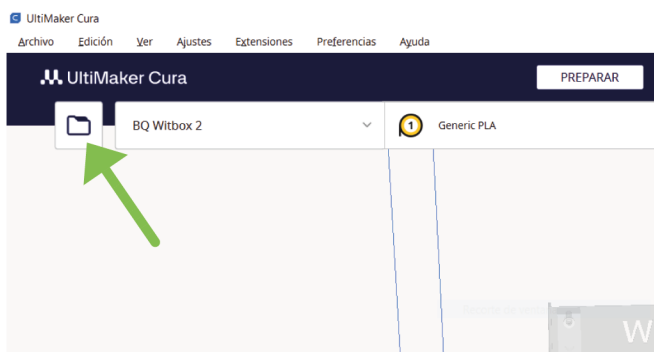 UltiMaker Cura
Archivo Edición Ver Ajustes Extensiones Preferencias Ayuda
UltiMaker Cura PREPARAR
BQ Witbox 2 1 Generic PLA
W